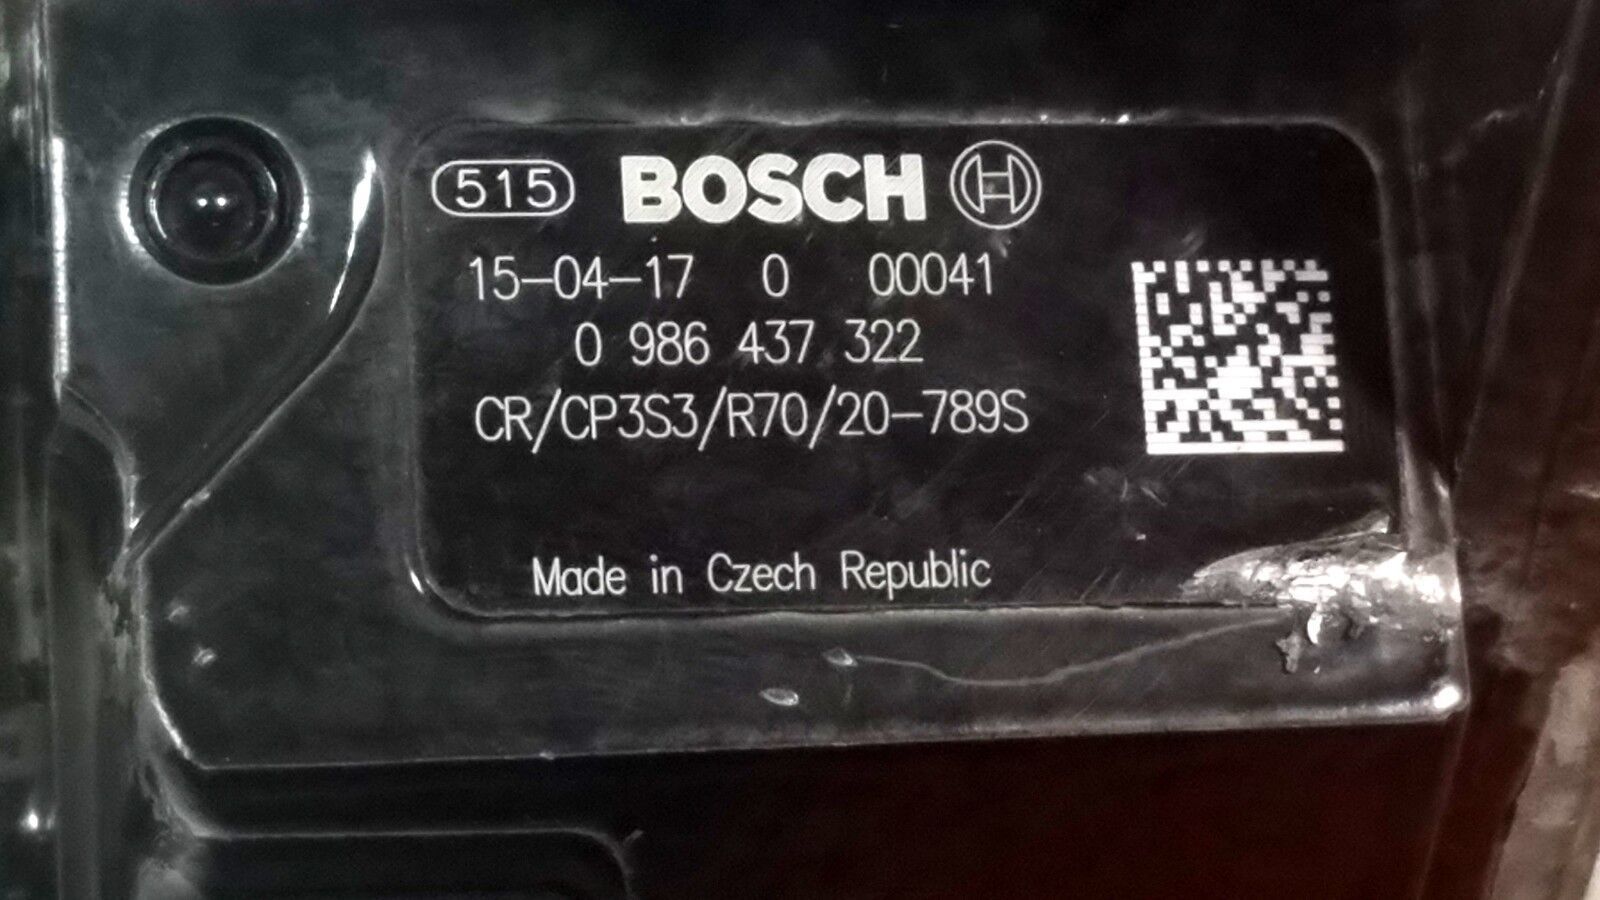 515 BOSCH
15-04-17 0 00041
0 986 437 322
CR/CP3S3/R70/20-789S
Made in Czech Republic